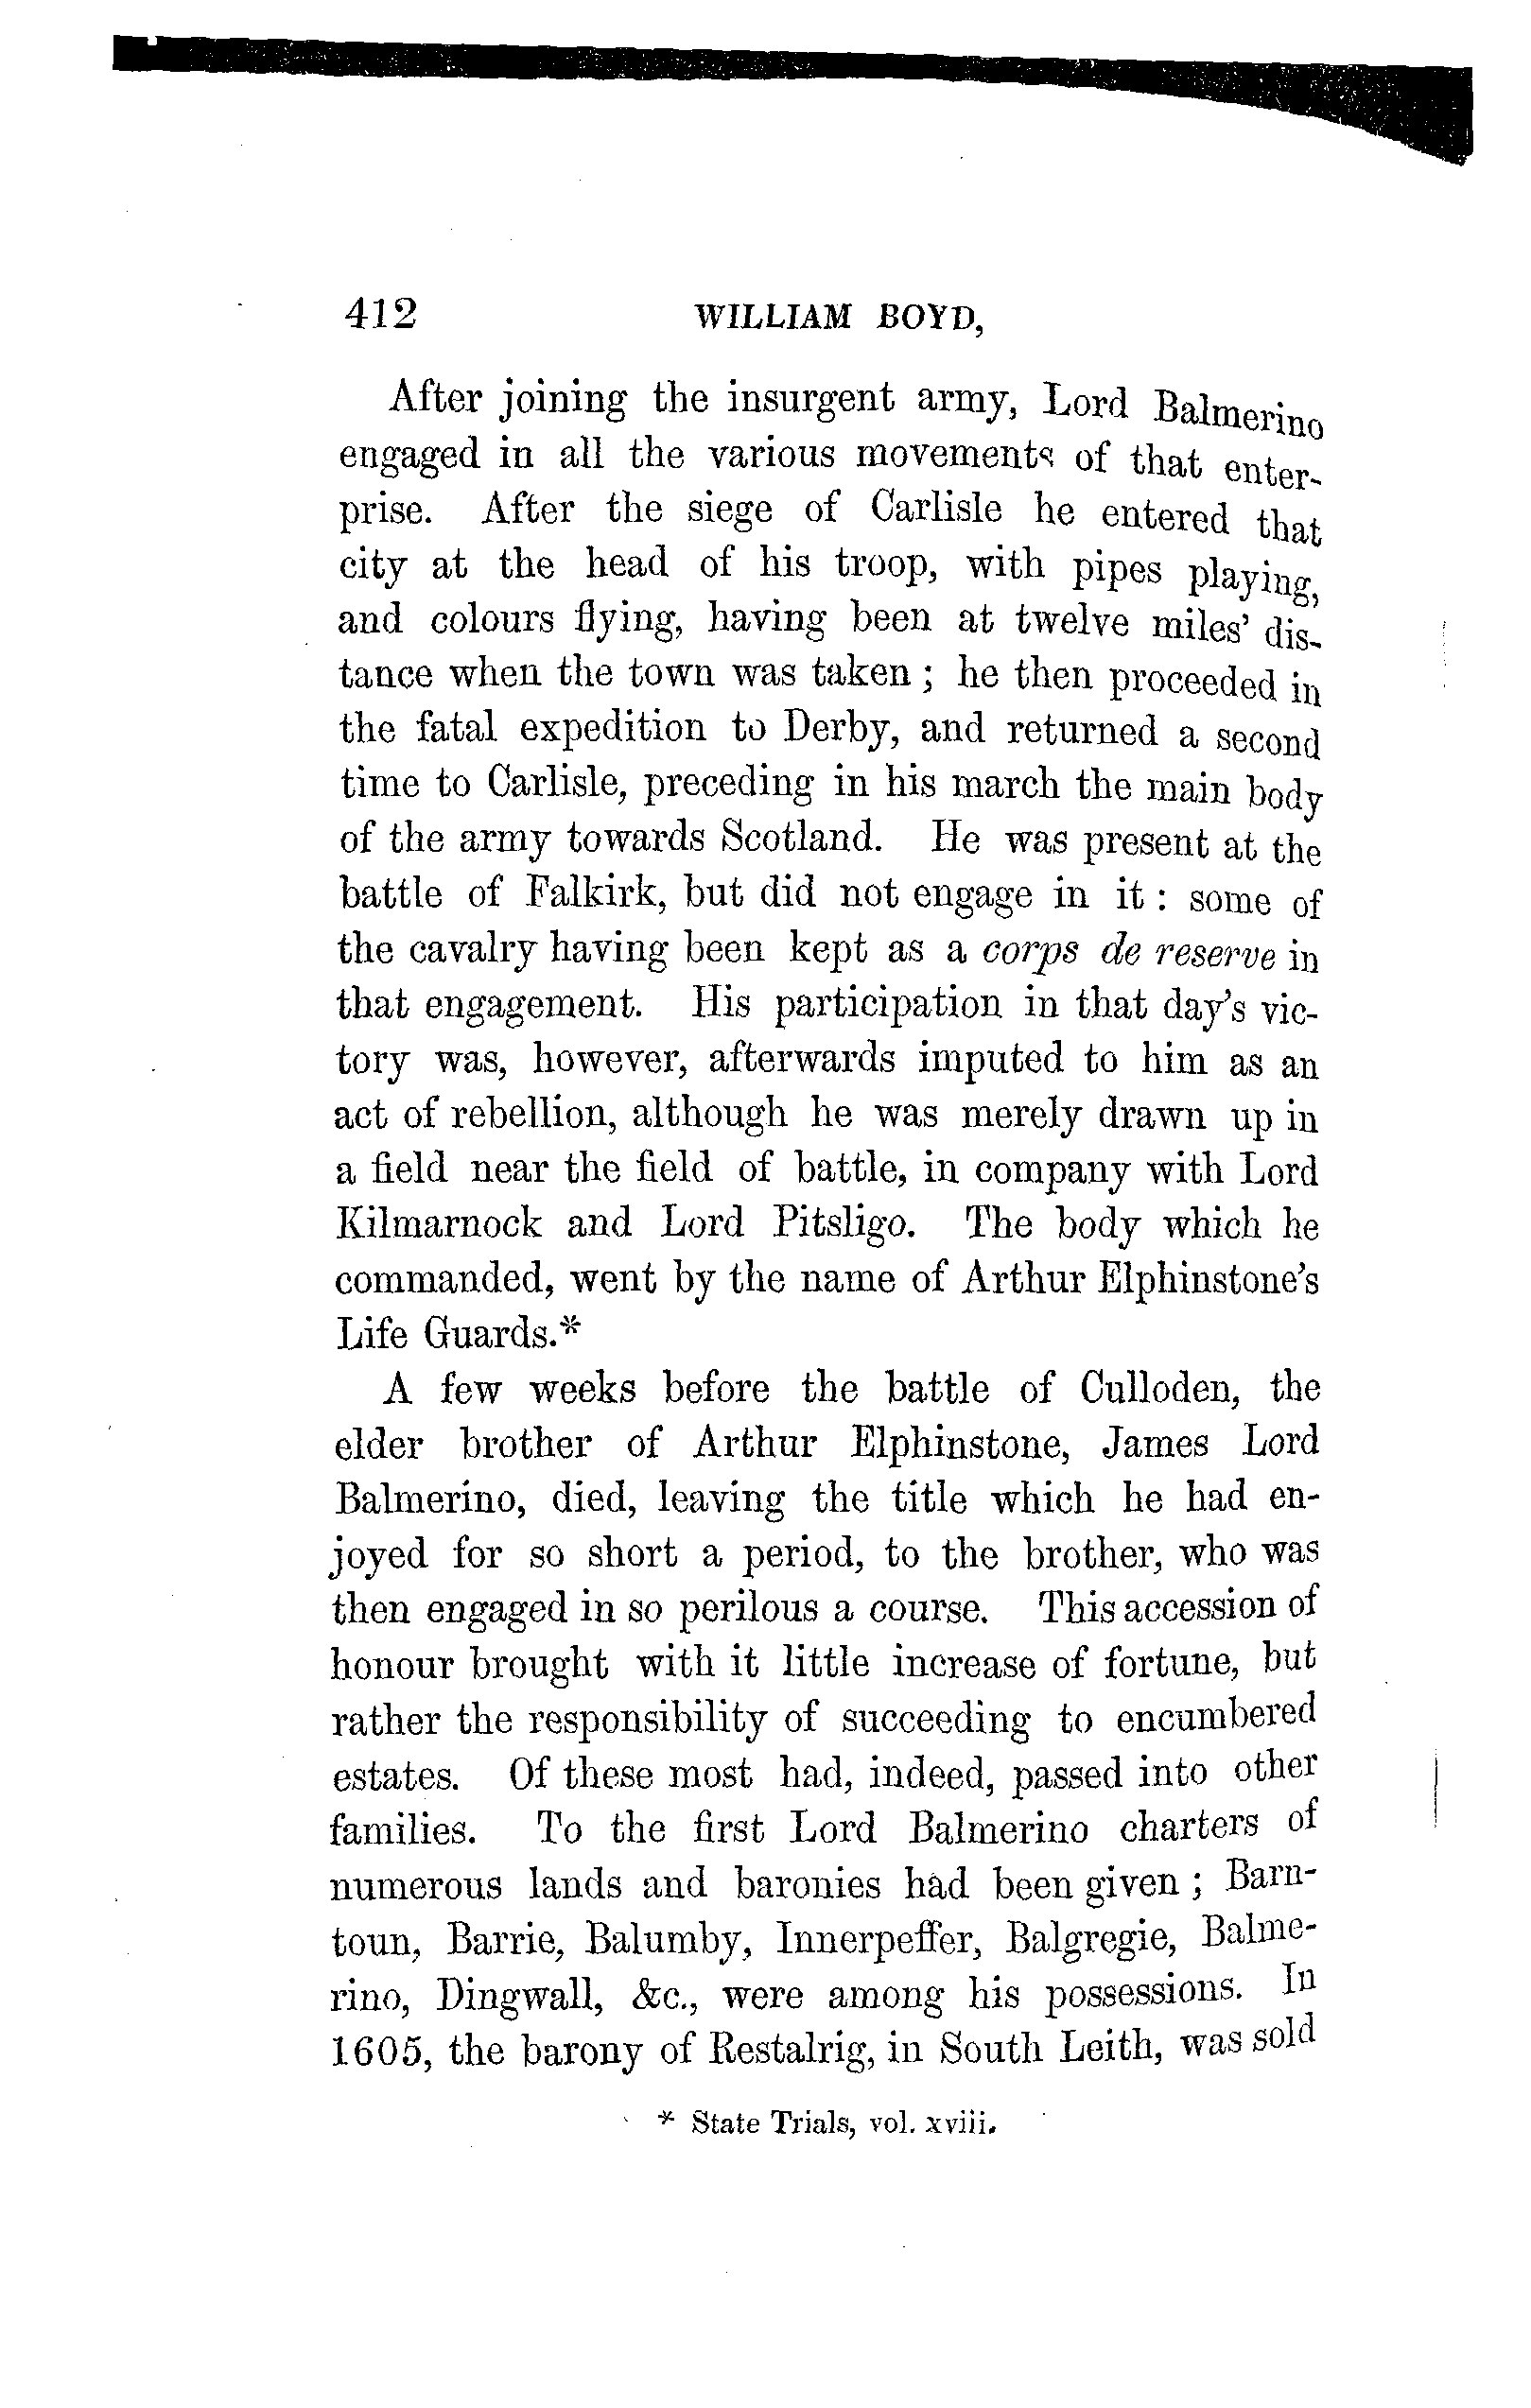 412 WILLIAM BOYD,
After joining the insurgent army, Lord Balmerino
engaged in all the various movements of that enter-
prise. After the siege of Carlisle he entered that
city at the head of his troop, with pipes playing,
and colours flying, having been at twelve miles' dis-
tance when the town was taken ; he then proceeded in
the fatal expedition to Derby, and returned a second
time to Carlisle, preceding in his march the main body
of the army towards Scotland. He was present at the
battle of Falkirk, but did not engage in it : some of
the cavalry having been kept as a corps de reserve in
that engagement. His participation in that day's vic-
tory was, however, afterwards imputed to him as an
act of rebellion, although he was merely drawn up in
a field near the field of battle, in company with Lord
Kilmarnock and Lord Pitsligo. The body which he
commanded, went by the name of Arthur Elphinstone's
Life Guards.*
A few weeks before the battle of Culloden, the
elder brother of Arthur Elphinstone, James Lord
Balmerino, died, leaving the title which he had en-
joyed for so short a period, to the brother, who was
then engaged in so perilous a course. This accession of
honour brought with it little increase of fortune, but
rather the responsibility of succeeding to encumbered
estates. Of these most had, indeed, passed into other
families. To the first Lord Balmerino charters of
numerous lands and baronies had been given ; Barn-
toun, Barrie, Balumby, Innerpeffer, Balgregie, Balme-
rino, Dingwall, &c., were among his possessions. In
1605, the barony of Restalrig, in South Leith, was sold
* State Trials, vol. xviii.